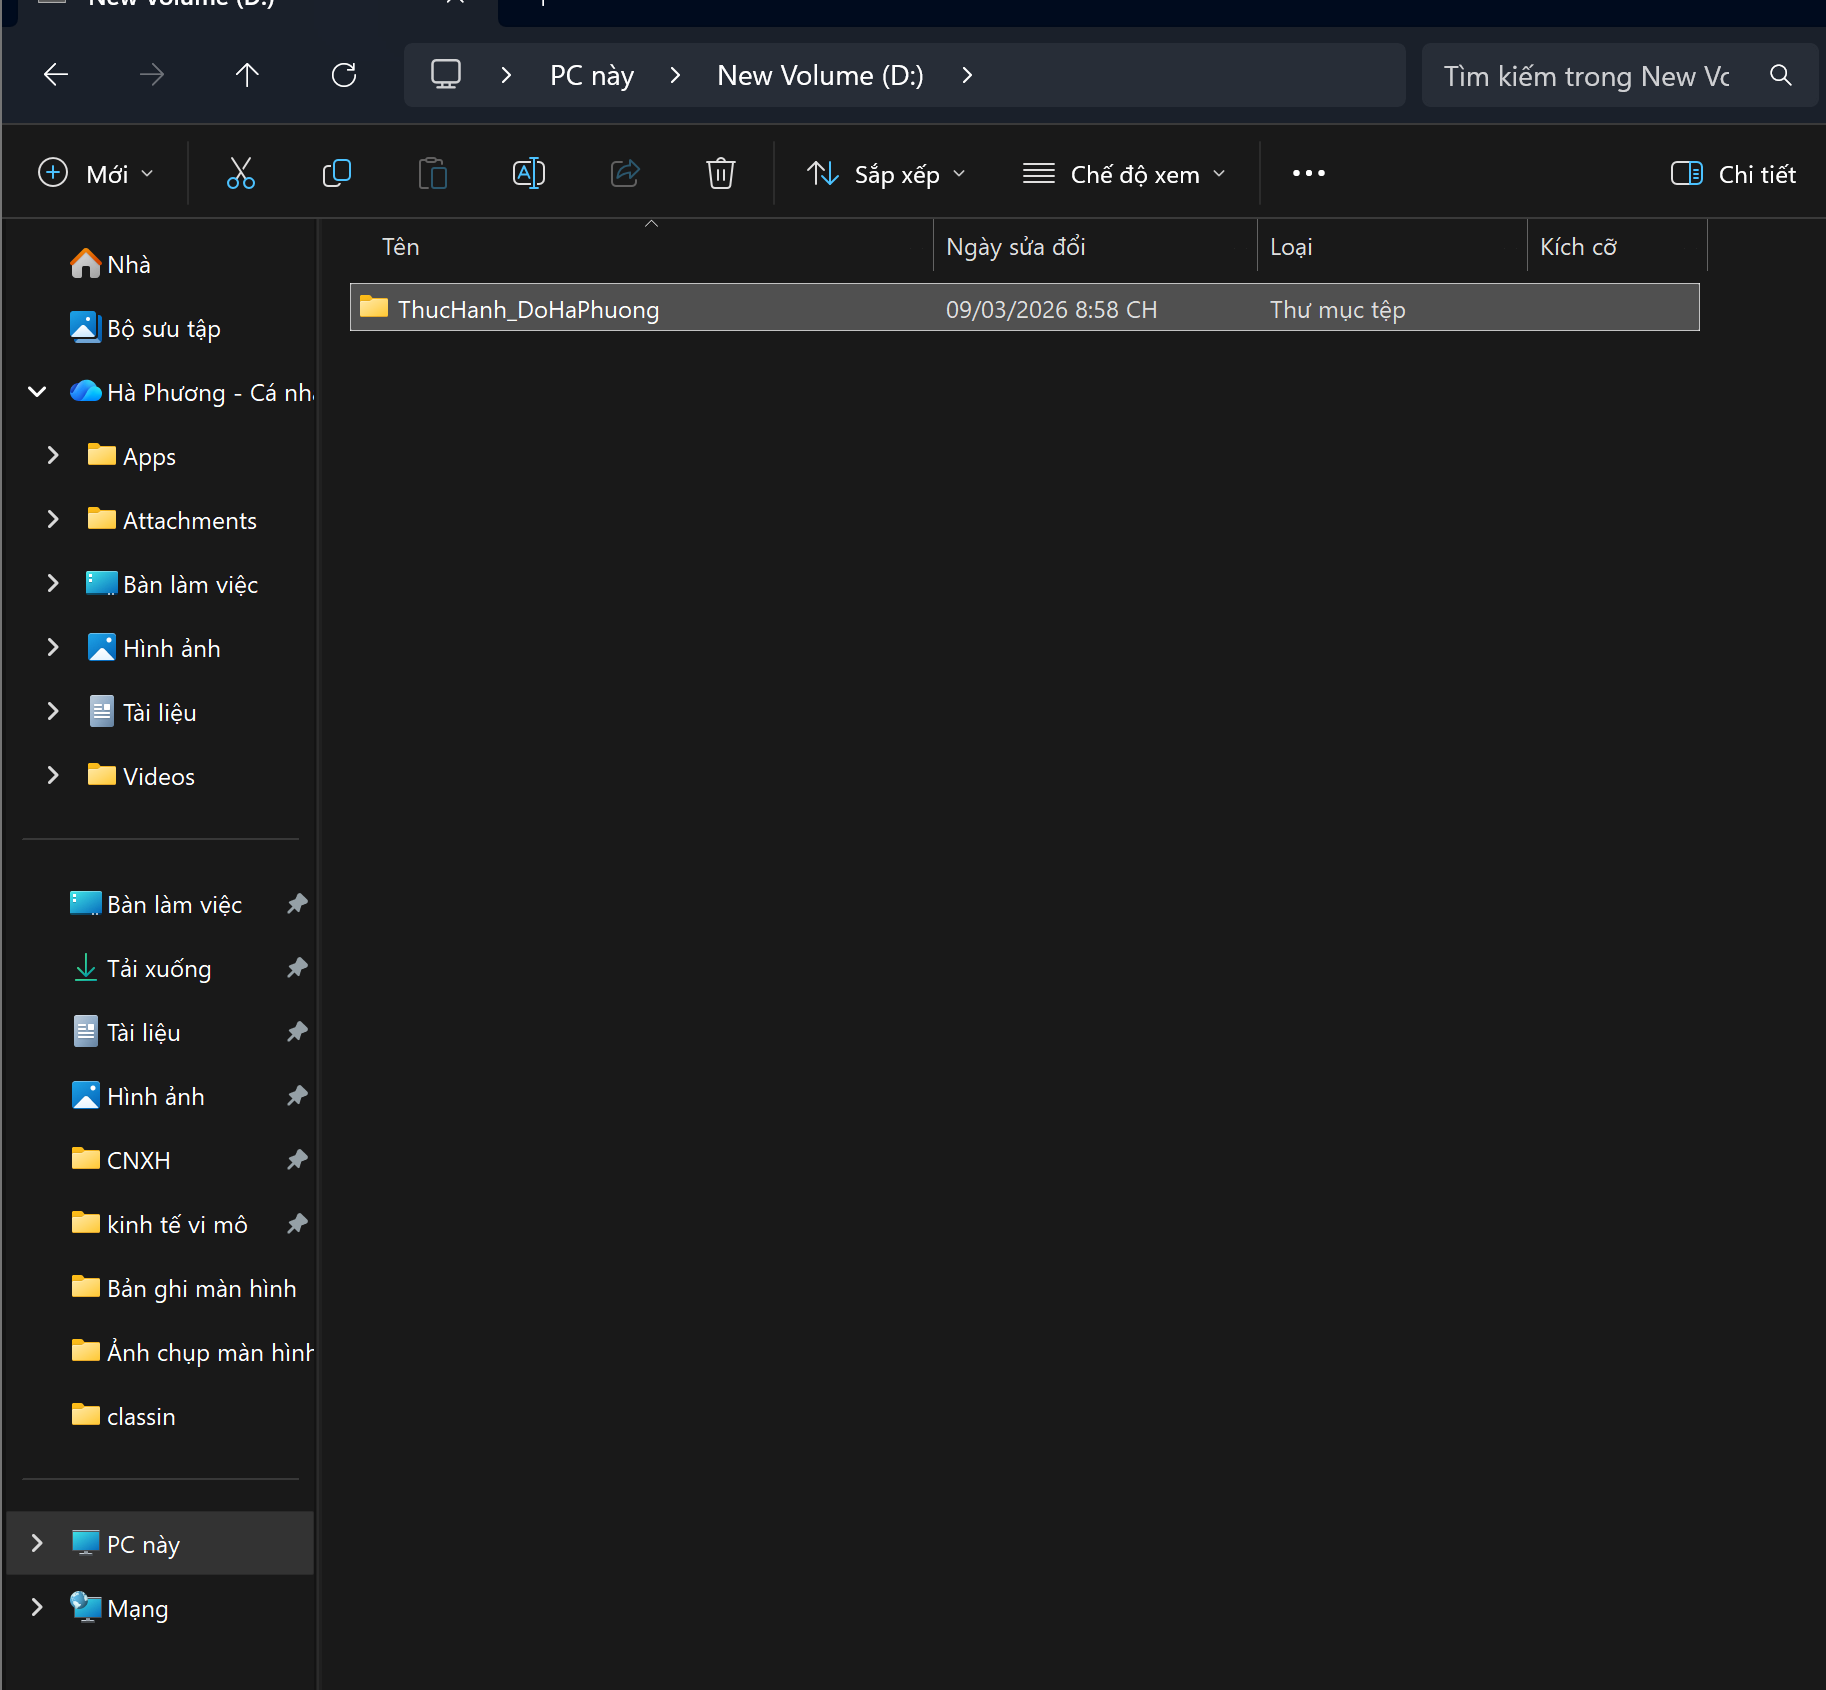 New Volume (D:)
PC này
New Volume (D:)
Tìm kiếm trong New Vo
Mới
Sắp xếp
Chế độ xem
Chi tiết
Tên
Ngày sửa đổi
Loại
Kích cỡ
ThucHanh_DoHaPhuong
09/03/2026 8:58 CH
Thư mục tệp
Nhà
Bộ sưu tập
Hà Phương - Cá nh
Apps
Attachments
Bàn làm việc
Hình ảnh
Tài liệu
Videos
Bàn làm việc
Tải xuống
Tài liệu
Hình ảnh
CNXH
kinh tế vi mô
Bản ghi màn hình
Ảnh chụp màn hình
classin
PC này
Mạng